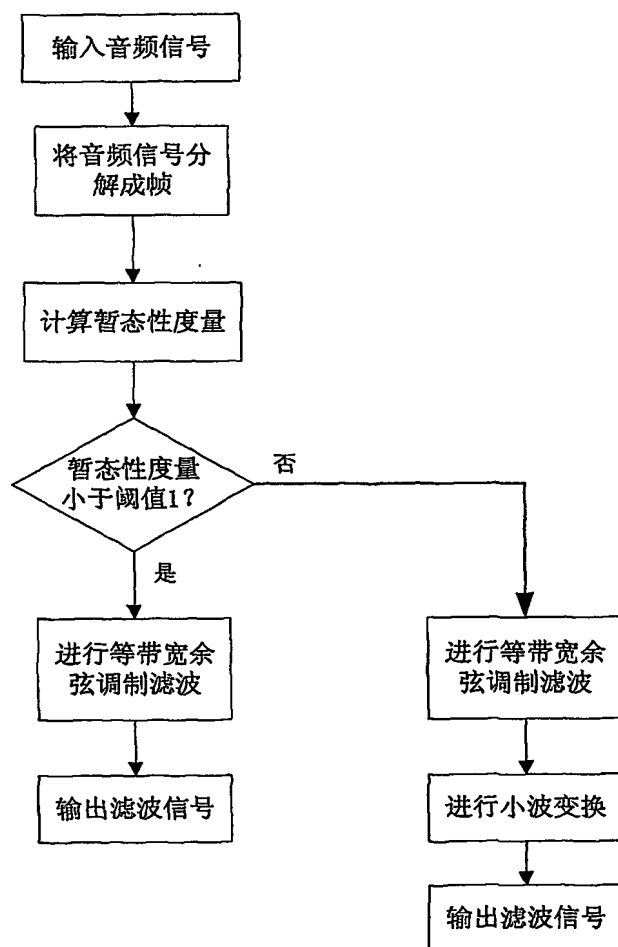 输入音频信号
将音频信号分
解成帧
计算暂态性度量
暂态性度量
小于阈值1?
否
是
进行等带宽余
弦调制滤波
输出滤波信号
进行等带宽余
弦调制滤波
进行小波变换
输出滤波信号